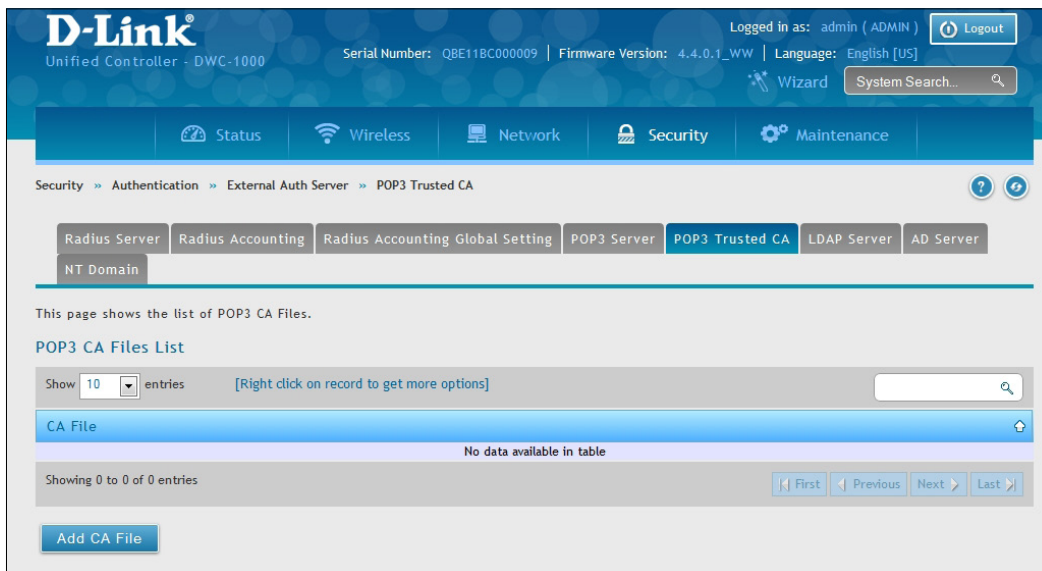 D-Link®
Unified Controller - DWC-1000
Logged in as: admin ( ADMIN ) Logout
Serial Number: QBE11BC000009 | Firmware Version: 4.4.0.1_WW | Language: English [US]
Wizard System Search...
Status Wireless Network Security Maintenance
Security » Authentication » External Auth Server » POP3 Trusted CA ?
Radius Server Radius Accounting Radius Accounting Global Setting POP3 Server POP3 Trusted CA LDAP Server AD Server
NT Domain
This page shows the list of POP3 CA Files.
POP3 CA Files List
Show 10 entries [Right click on record to get more options]
CA File
No data available in table
Showing 0 to 0 of 0 entries First Previous Next Last
Add CA File